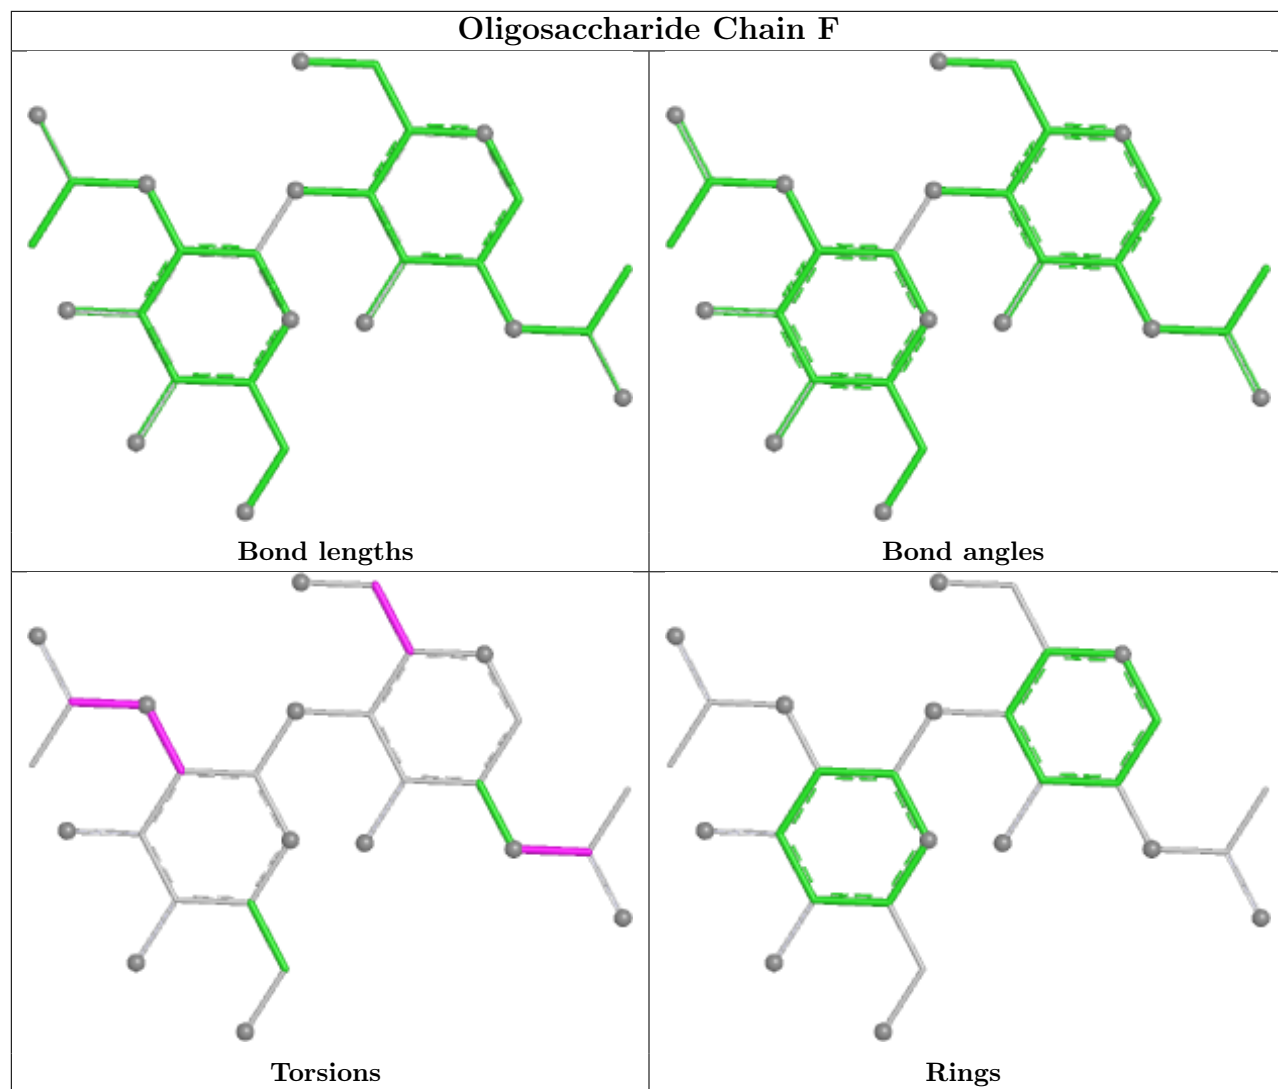 Oligosaccharide Chain F
Bond lengths
Bond angles
Torsions
Rings